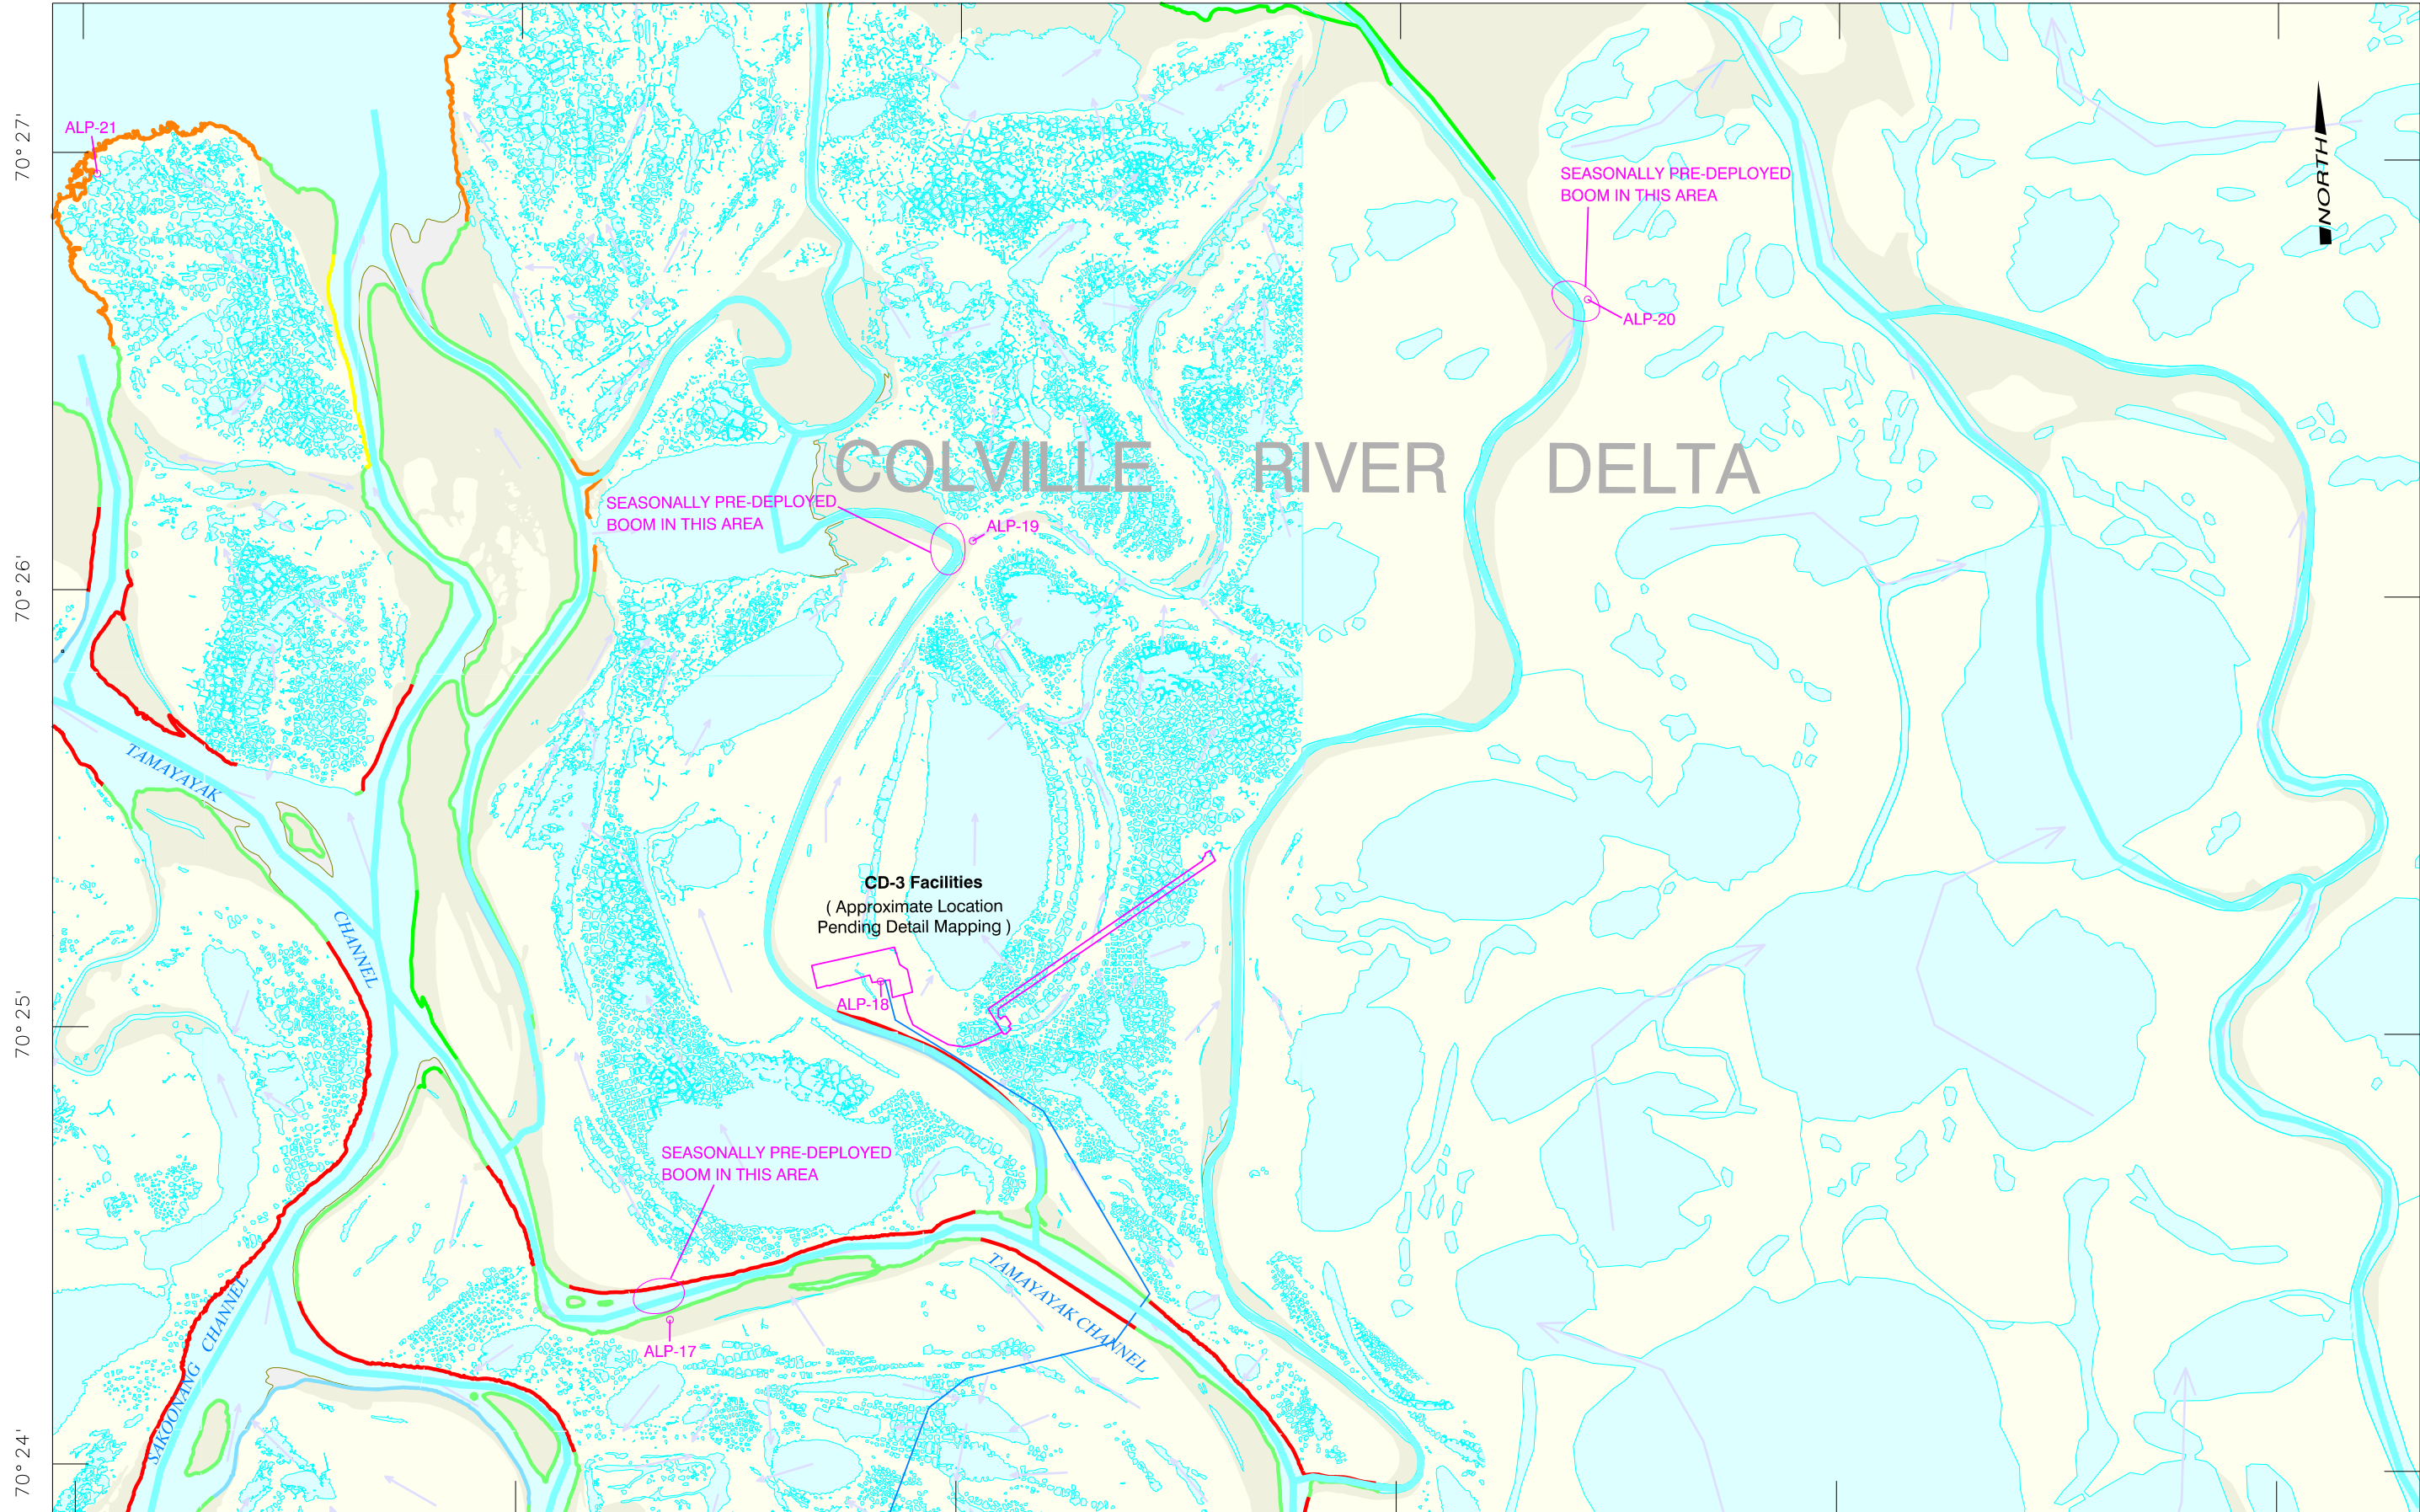 70° 27'
ALP-21
SEASONALLY PRE-DEPLOYED
BOOM IN THIS AREA
NORTH
ALP-20
COLVILLE RIVER DELTA
SEASONALLY PRE-DEPLOYED
BOOM IN THIS AREA
ALP-19
70° 26'
TAMAYAYAK
CHANNEL
CD-3 Facilities
( Approximate Location
Pending Detail Mapping )
ALP-18
70° 25'
SEASONALLY PRE-DEPLOYED
BOOM IN THIS AREA
TAMAYAYAK CHANNEL
SAKOONANG CHANNEL
ALP-17
70° 24'